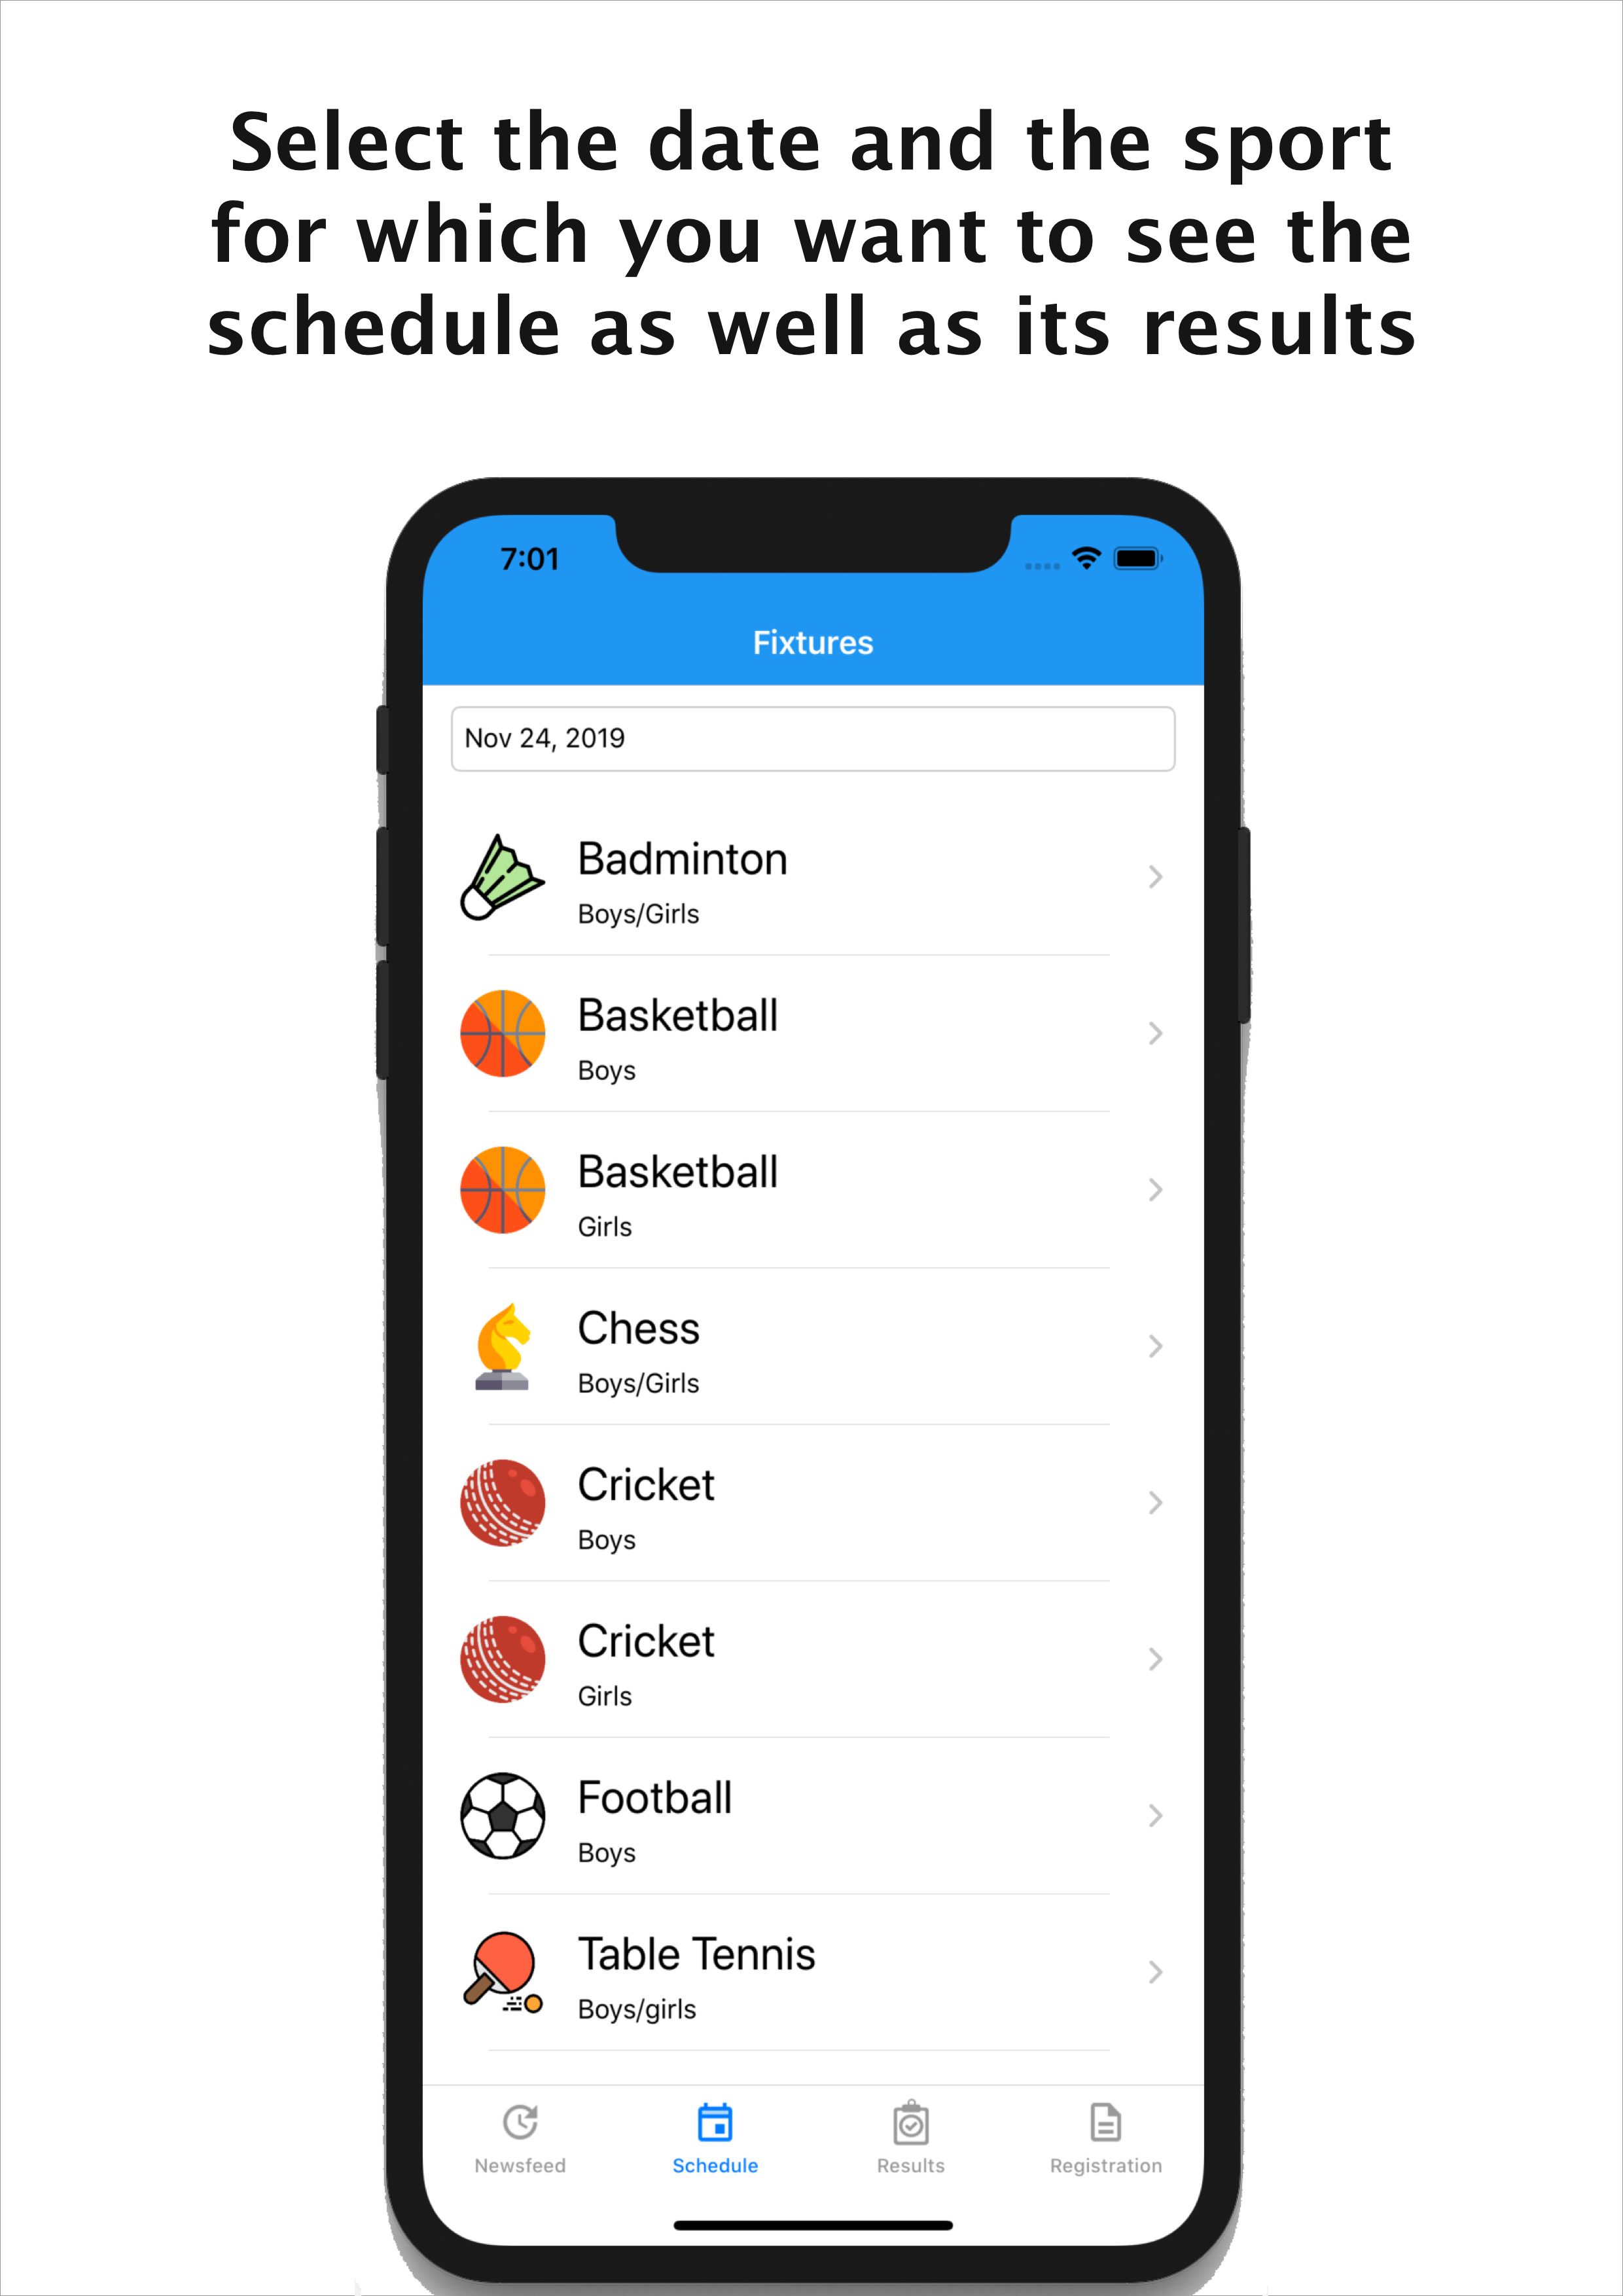 Select the date and the sport
for which you want to see the
schedule as well as its results
7:01
Fixtures
Nov 24, 2019
Badminton
Boys/Girls
Basketball
Boys
Basketball
Girls
Chess
Boys/Girls
Cricket
Boys
Cricket
Girls
Football
Boys
Table Tennis
Boys/girls
Newsfeed
Schedule
Results
Registration